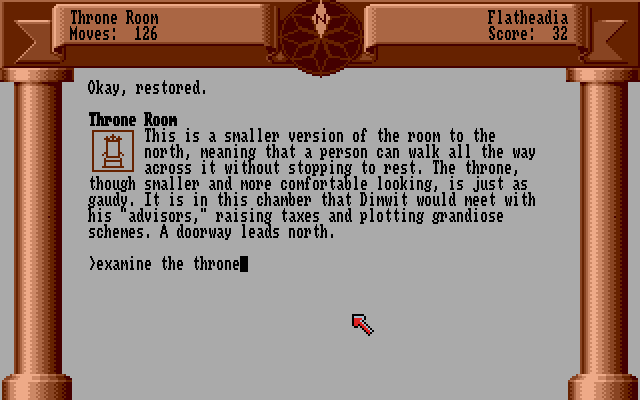 Throne Room
Flatheadia
Moves: 126
Score: 32
N
Okay, restored.
Throne Room
This is a smaller version of the room to the
north, meaning that a person can walk all the way
across it without stopping to rest. The throne,
though smaller and more comfortable looking, is just as
gaudy. It is in this chamber that Dimwit would meet with
his "advisors," raising taxes and plotting grandiose
schemes. A doorway leads north.
>examine the throne